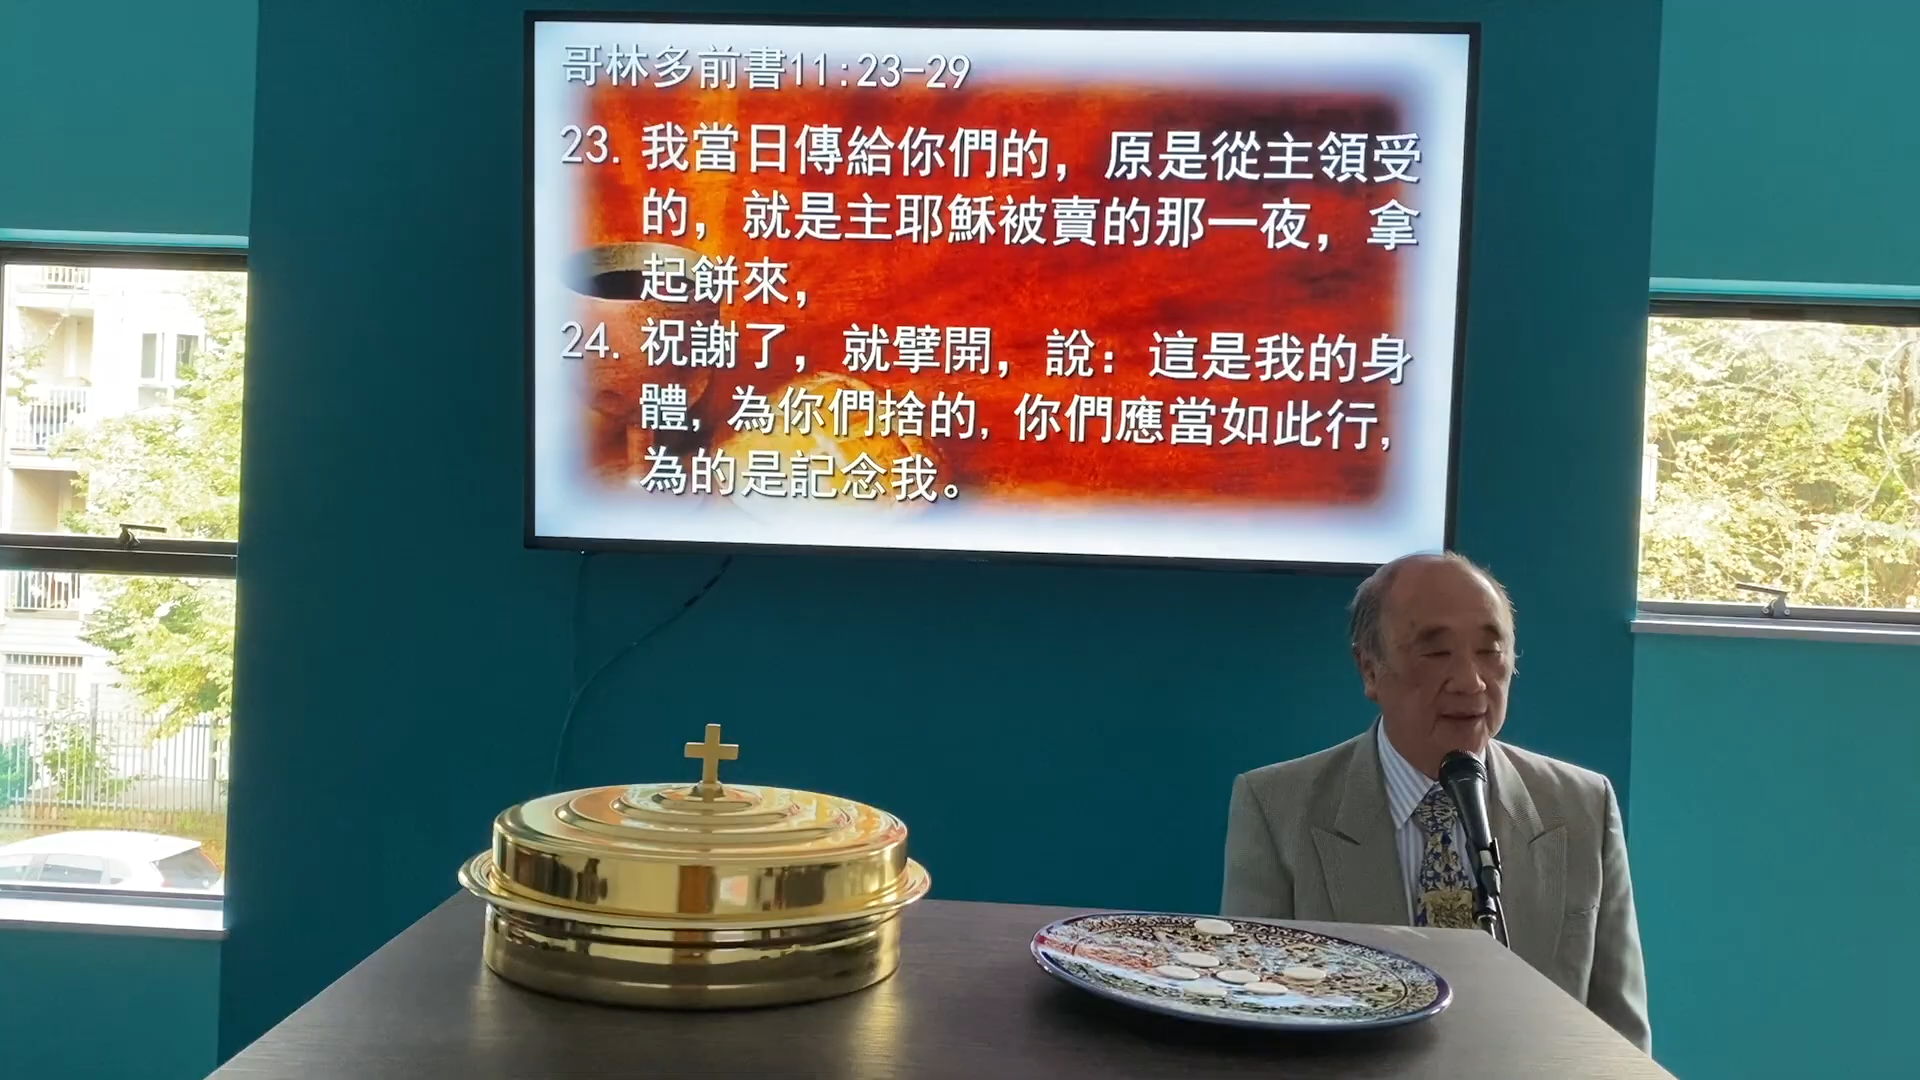 哥林多前書11:23-29
23. 我當日傳給你們的，原是從主領受
的，就是主耶穌被賣的那一夜，拿
起餅來，
24. 祝謝了，就擘開，說：這是我的身
體，為你們捨的，你們應當如此行，
為的是記念我。